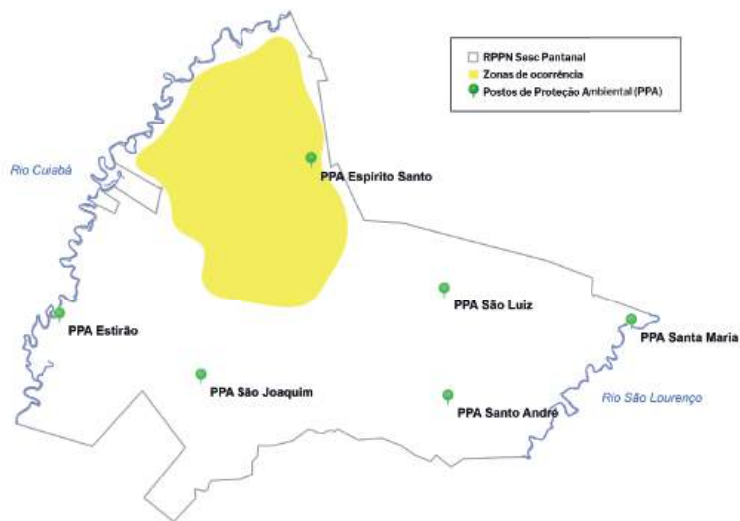 RPPN Sesc Pantanal
Zonas de ocorrência
Postos de Proteção Ambiental (PPA)
Rio Cuiabá
PPA Espírito Santo
PPA São Luiz
PPA Estirão
PPA Santa Maria
PPA São Joaquim
Rio São Lourenço
PPA Santo André